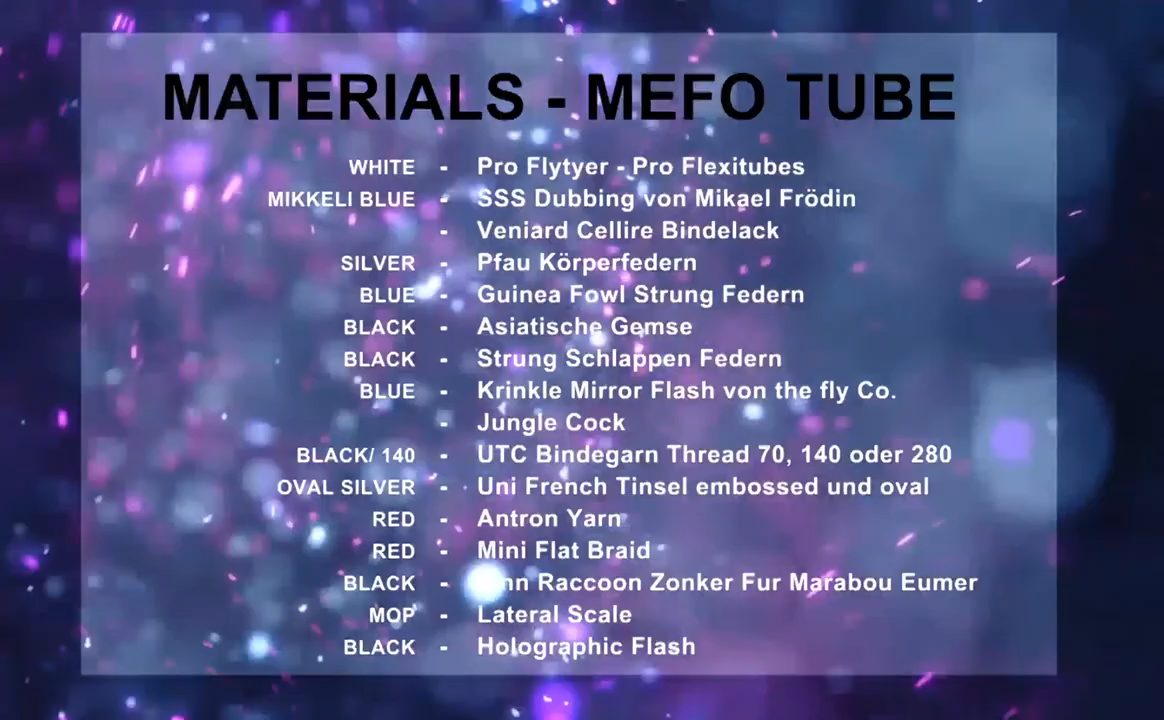 MATERIALS - MEFO TUBE
WHITE - Pro Flytyer - Pro Flexitubes
MIKKELI BLUE - SSS Dubbing von Mikael Frödin
- Veniard Cellire Bindelack
SILVER - Pfau Körperfedern
BLUE - Guinea Fowl Strung Federn
BLACK - Asiatische Gemse
BLACK - Strung Schlappen Federn
BLUE - Krinkle Mirror Flash von the fly Co.
- Jungle Cock
BLACK/ 140 - UTC Bindegarn Thread 70, 140 oder 280
OVAL SILVER - Uni French Tinsel embossed und oval
RED - Antron Yarn
RED - Mini Flat Braid
BLACK - Raccoon Zonker Fur Marabou Eumer
MOP - Lateral Scale
BLACK - Holographic Flash